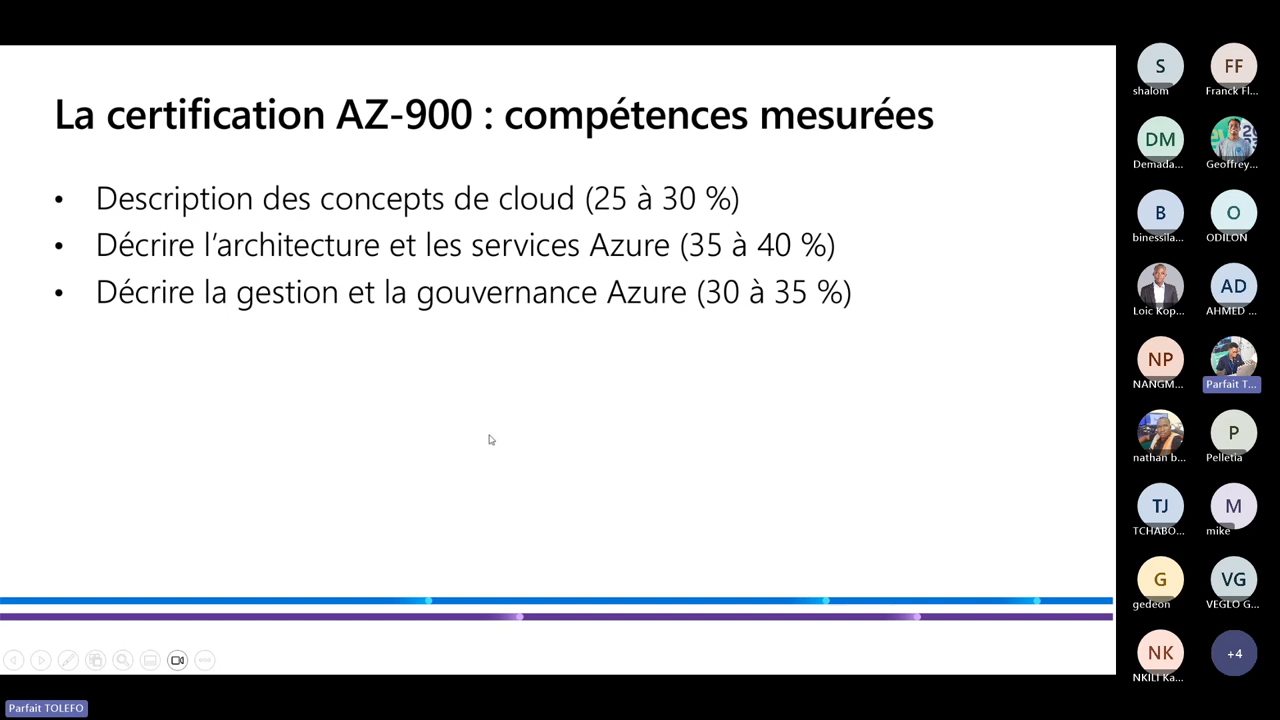 La certification AZ-900 : compétences mesurées
• Description des concepts de cloud (25 à 30 %)
• Décrire l’architecture et les services Azure (35 à 40 %)
• Décrire la gestion et la gouvernance Azure (30 à 35 %)
S
shalom
FF
Franck Fl...
DM
Demada...
Geoffrey...
B
binessila...
O
ODILON
Loic Kop...
AD
AHMED ...
NP
NANGM...
Parfait T...
nathan b...
P
Pelletia
TJ
TCHABO...
M
mike
G
gedeon
VG
VEGLO G...
NK
NKILI Ka...
+4
Parfait TOLEFO